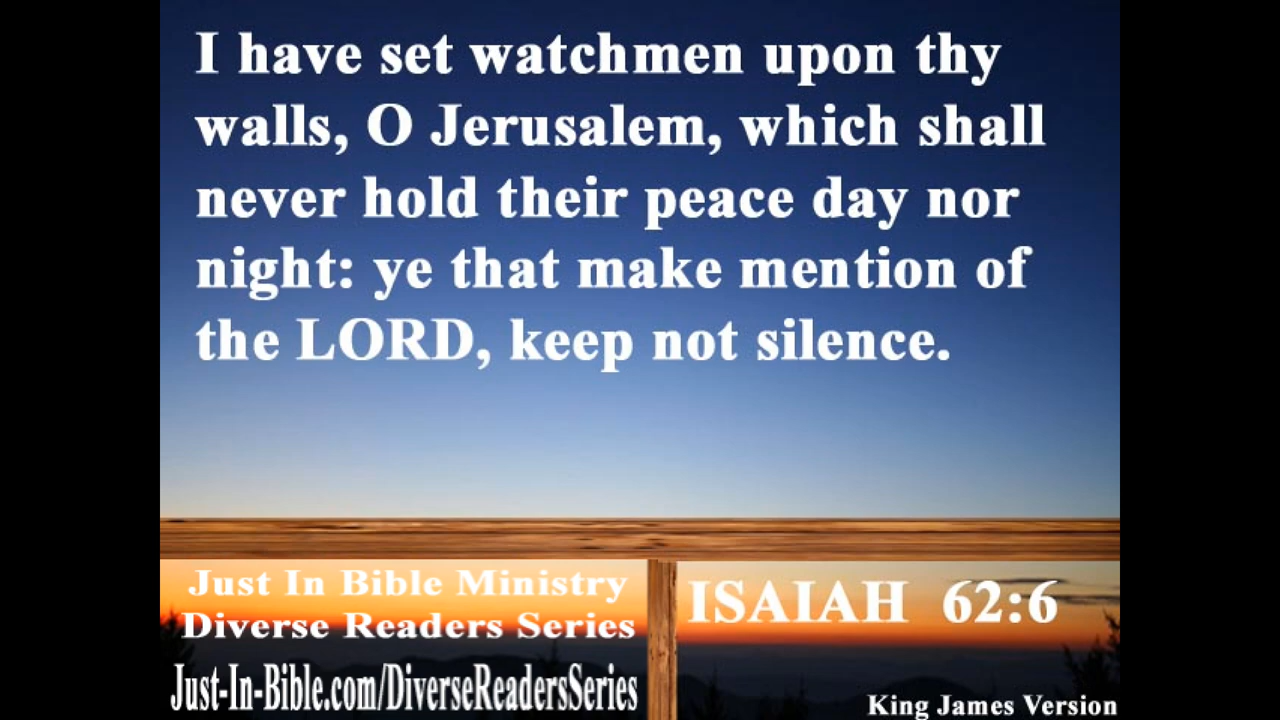 I have set watchmen upon thy
walls, O Jerusalem, which shall
never hold their peace day nor
night: ye that make mention of
the LORD, keep not silence.
Just In Bible Ministry
Diverse Readers Series
Just-In-Bible.com/DiverseReadersSeries
ISAIAH 62:6
King James Version